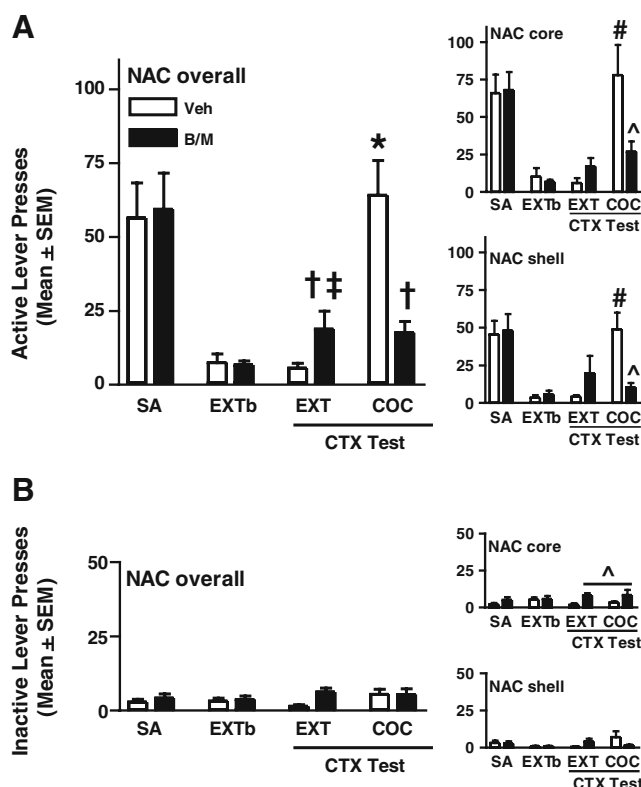 A
NAC overall
Veh
B/M
Active Lever Presses
(Mean ± SEM)
100
75
50
25
0
*
†‡
†
SA EXTb EXT COC
CTX Test
NAC core
100
75
50
25
0
#
^
SA EXTb EXT COC
CTX Test
NAC shell
100
75
50
25
0
#
^
SA EXTb EXT COC
CTX Test
B
NAC overall
Inactive Lever Presses
(Mean ± SEM)
50
25
0
SA EXTb EXT COC
CTX Test
NAC core
50
25
0
^
SA EXTb EXT COC
CTX Test
NAC shell
50
25
0
SA EXTb EXT COC
CTX Test